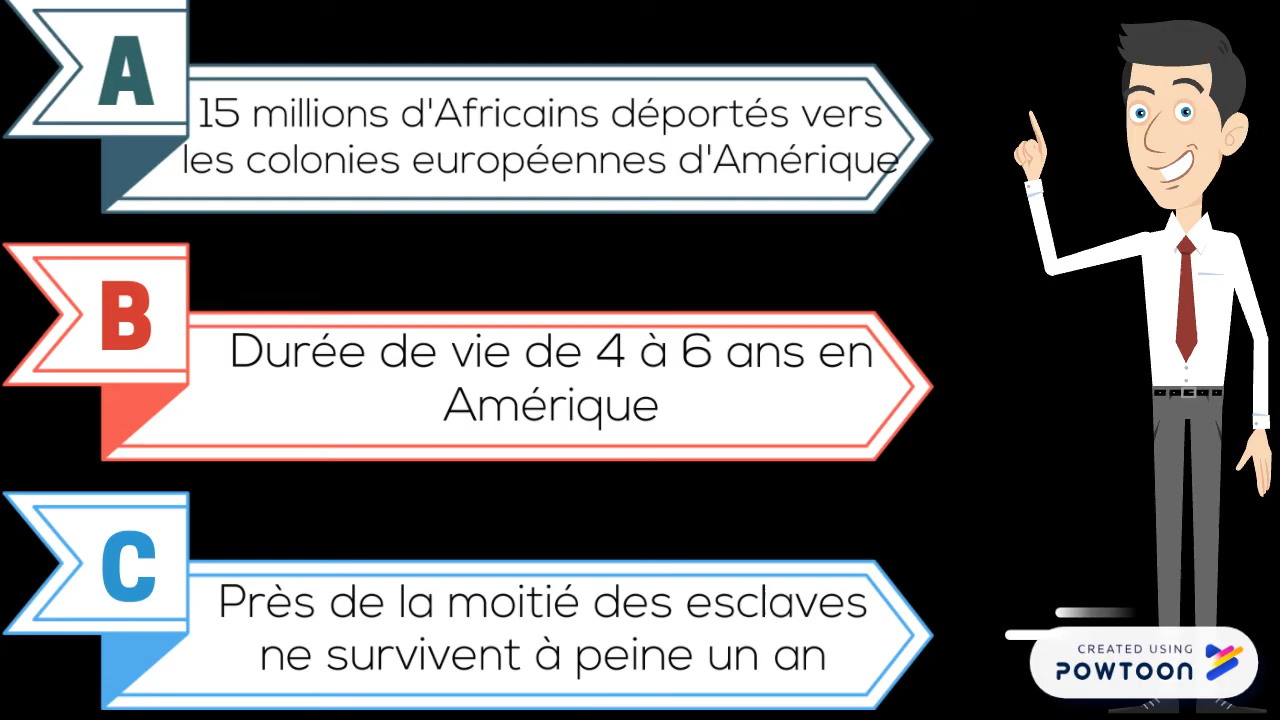 A
15 millions d'Africains déportés vers
les colonies européennes d'Amérique
B
Durée de vie de 4 à 6 ans en
Amérique
C
Près de la moitié des esclaves
ne survivent à peine un an
CREATED USING
POWTOON